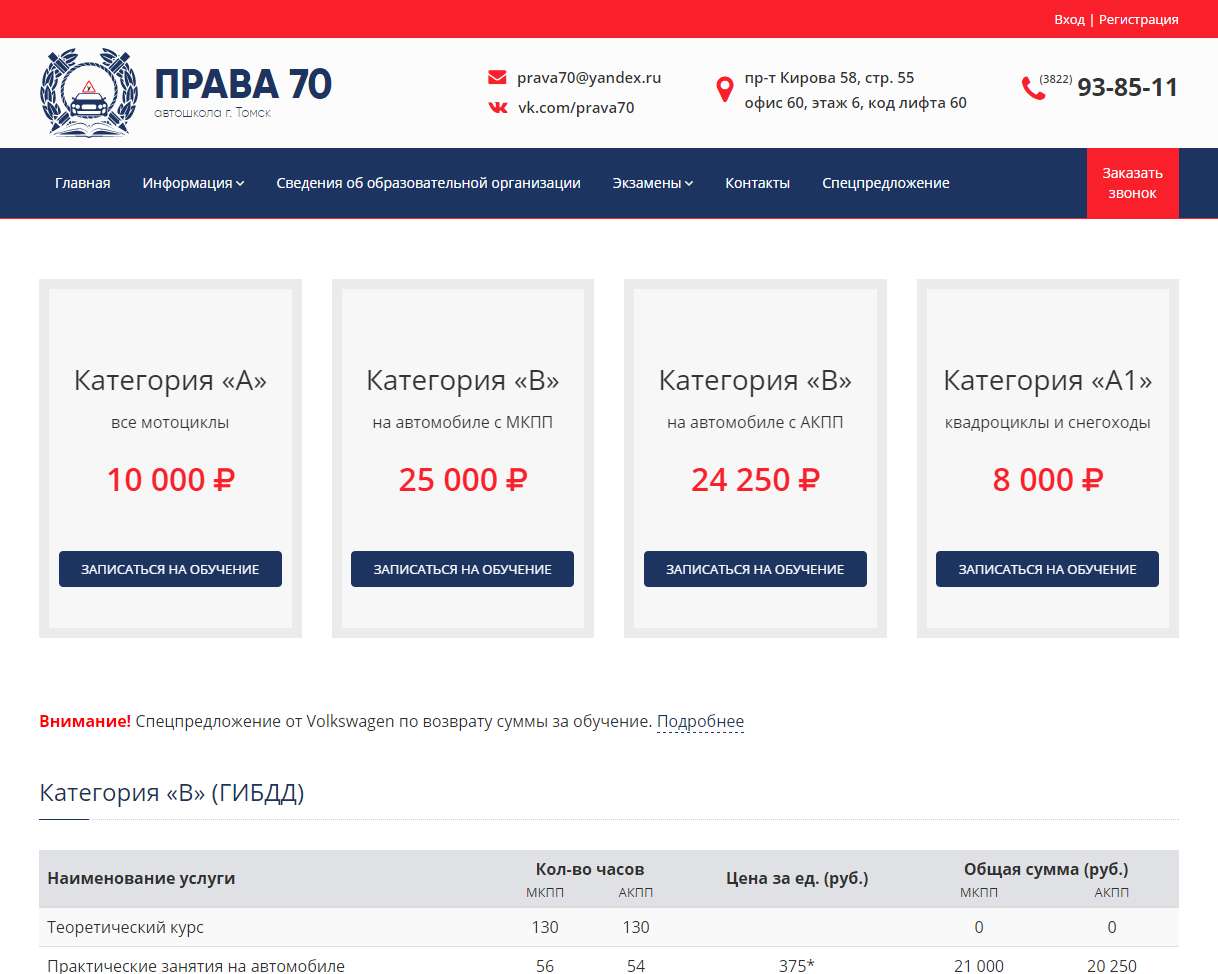 Вход | Регистрация
ПРАВА 70
автошкола г. Томск
prava70@yandex.ru
vk.com/prava70
пр-т Кирова 58, стр. 55
офис 60, этаж 6, код лифта 60
(3822) 93-85-11
Главная Информация Сведения об образовательной организации Экзамены Контакты Спецпредложение
Заказать
звонок
Категория «А»
все мотоциклы
10 000 ₽
ЗАПИСАТЬСЯ НА ОБУЧЕНИЕ
Категория «В»
на автомобиле с МКПП
25 000 ₽
ЗАПИСАТЬСЯ НА ОБУЧЕНИЕ
Категория «В»
на автомобиле с АКПП
24 250 ₽
ЗАПИСАТЬСЯ НА ОБУЧЕНИЕ
Категория «А1»
квадроциклы и снегоходы
8 000 ₽
ЗАПИСАТЬСЯ НА ОБУЧЕНИЕ
Внимание! Спецпредложение от Volkswagen по возврату суммы за обучение. Подробнее
Категория «В» (ГИБДД)
Наименование услуги Кол-во часов Цена за ед. (руб.) Общая сумма (руб.)
МКПП АКПП МКПП АКПП
Теоретический курс 130 130 0 0
Практические занятия на автомобиле 56 54 375* 21 000 20 250